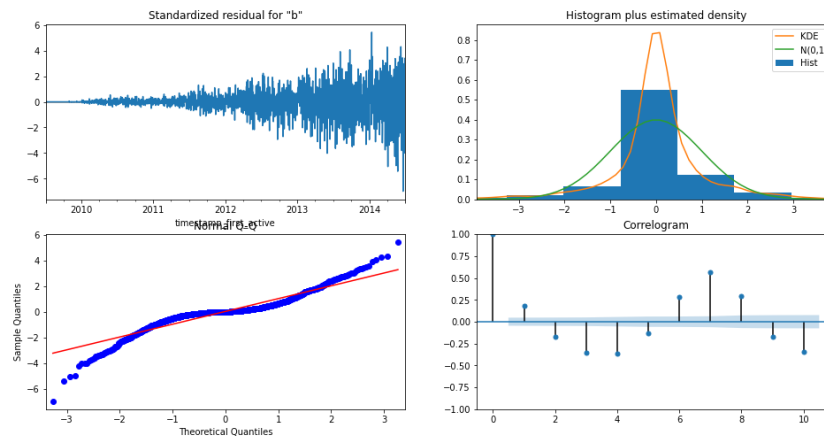 Standardized residual for "b"
6
4
2
0
−2
−4
−6
2010 2011 2012 2013 2014
timestamp_first_active
Histogram plus estimated density
KDE
N(0,1
Hist
0.8
0.7
0.6
0.5
0.4
0.3
0.2
0.1
0.0
−3 −2 −1 0 1 2 3
Normal Q-Q
Sample Quantiles
6
4
2
0
−2
−4
−6
−3 −2 −1 0 1 2 3
Theoretical Quantiles
Correlogram
1.00
0.75
0.50
0.25
0.00
−0.25
−0.50
−0.75
−1.00
0 2 4 6 8 10